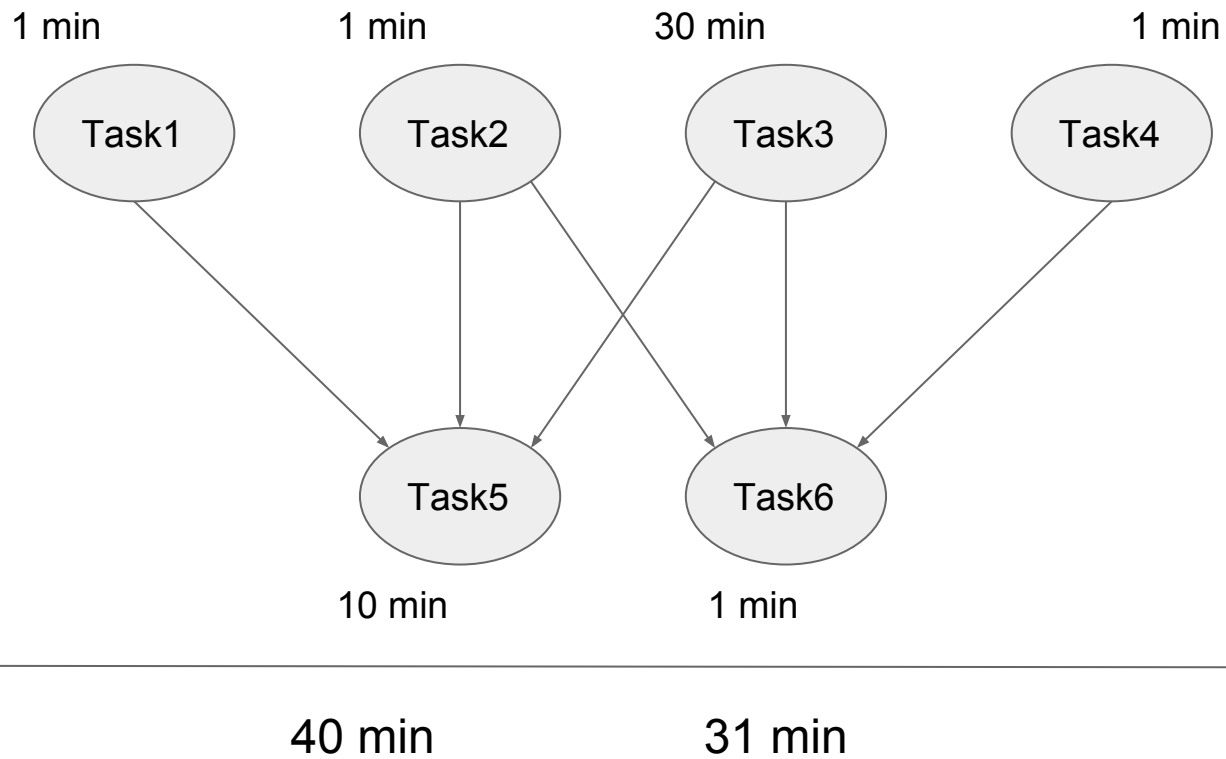 1 min 1 min 30 min 1 min
Task1 Task2 Task3 Task4
Task5 Task6
10 min 1 min
40 min 31 min